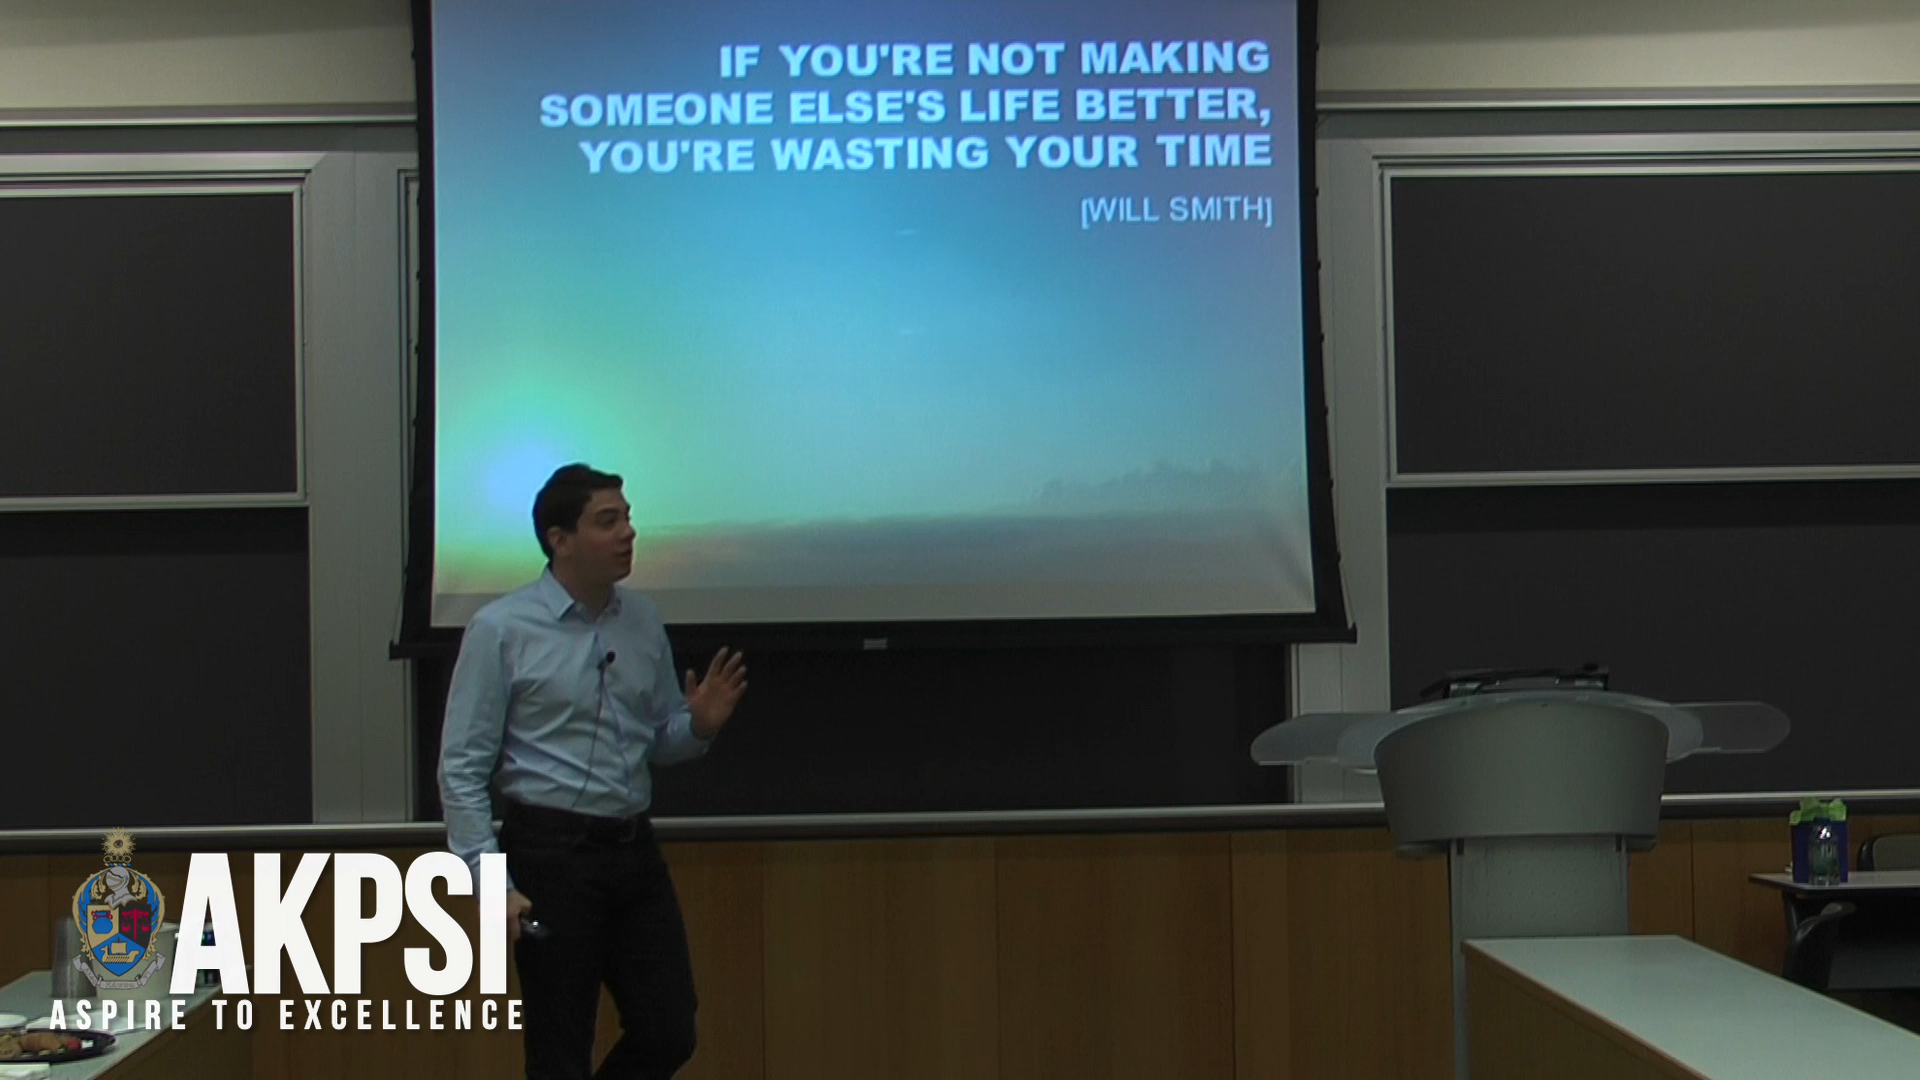 IF YOU'RE NOT MAKING
SOMEONE ELSE'S LIFE BETTER,
YOU'RE WASTING YOUR TIME
[WILL SMITH]
AKPSI
ASPIRE TO EXCELLENCE